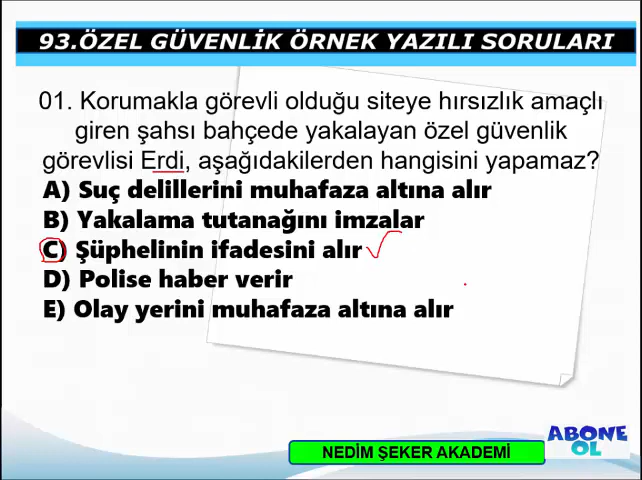 93.ÖZEL GÜVENLİK ÖRNEK YAZILI SORULARI
01. Korumakla görevli olduğu siteye hırsızlık amaçlı
giren şahsı bahçede yakalayan özel güvenlik
görevlisi Erdi, aşağıdakilerden hangisini yapamaz?
A) Suç delillerini muhafaza altına alır
B) Yakalama tutanağını imzalar
C) Şüphelinin ifadesini alır
D) Polise haber verir
E) Olay yerini muhafaza altına alır
NEDİM ŞEKER AKADEMİ
ABONE
OL